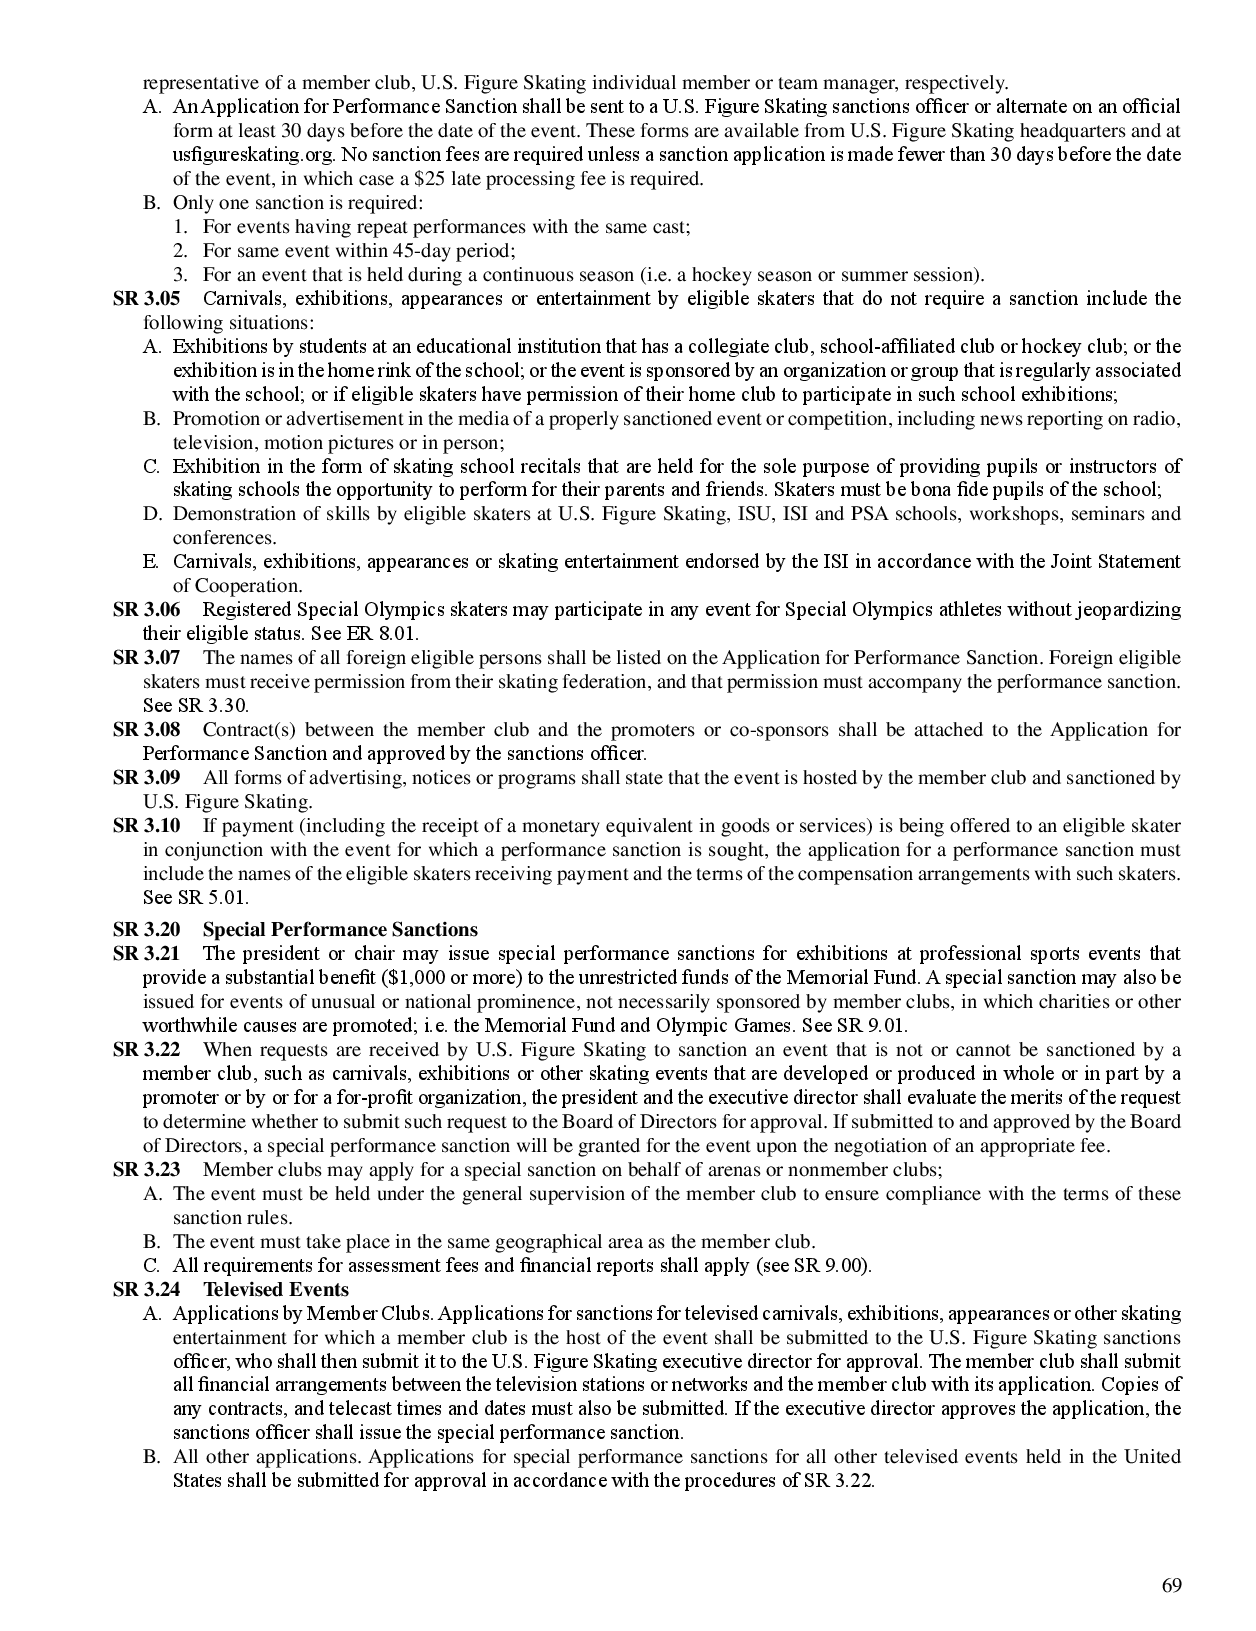 representative of a member club, U.S. Figure Skating individual member or team manager, respectively.
A. An Application for Performance Sanction shall be sent to a U.S. Figure Skating sanctions officer or alternate on an official
form at least 30 days before the date of the event. These forms are available from U.S. Figure Skating headquarters and at
usfigureskating.org. No sanction fees are required unless a sanction application is made fewer than 30 days before the date
of the event, in which case a $25 late processing fee is required.
B. Only one sanction is required:
1. For events having repeat performances with the same cast;
2. For same event within 45-day period;
3. For an event that is held during a continuous season (i.e. a hockey season or summer session).
SR 3.05 Carnivals, exhibitions, appearances or entertainment by eligible skaters that do not require a sanction include the
following situations:
A. Exhibitions by students at an educational institution that has a collegiate club, school-affiliated club or hockey club; or the
exhibition is in the home rink of the school; or the event is sponsored by an organization or group that is regularly associated
with the school; or if eligible skaters have permission of their home club to participate in such school exhibitions;
B. Promotion or advertisement in the media of a properly sanctioned event or competition, including news reporting on radio,
television, motion pictures or in person;
C. Exhibition in the form of skating school recitals that are held for the sole purpose of providing pupils or instructors of
skating schools the opportunity to perform for their parents and friends. Skaters must be bona fide pupils of the school;
D. Demonstration of skills by eligible skaters at U.S. Figure Skating, ISU, ISI and PSA schools, workshops, seminars and
conferences.
E. Carnivals, exhibitions, appearances or skating entertainment endorsed by the ISI in accordance with the Joint Statement
of Cooperation.
SR 3.06 Registered Special Olympics skaters may participate in any event for Special Olympics athletes without jeopardizing
their eligible status. See ER 8.01.
SR 3.07 The names of all foreign eligible persons shall be listed on the Application for Performance Sanction. Foreign eligible
skaters must receive permission from their skating federation, and that permission must accompany the performance sanction.
See SR 3.30.
SR 3.08 Contract(s) between the member club and the promoters or co-sponsors shall be attached to the Application for
Performance Sanction and approved by the sanctions officer.
SR 3.09 All forms of advertising, notices or programs shall state that the event is hosted by the member club and sanctioned by
U.S. Figure Skating.
SR 3.10 If payment (including the receipt of a monetary equivalent in goods or services) is being offered to an eligible skater
in conjunction with the event for which a performance sanction is sought, the application for a performance sanction must
include the names of the eligible skaters receiving payment and the terms of the compensation arrangements with such skaters.
See SR 5.01.
SR 3.20 Special Performance Sanctions
SR 3.21 The president or chair may issue special performance sanctions for exhibitions at professional sports events that
provide a substantial benefit ($1,000 or more) to the unrestricted funds of the Memorial Fund. A special sanction may also be
issued for events of unusual or national prominence, not necessarily sponsored by member clubs, in which charities or other
worthwhile causes are promoted; i.e. the Memorial Fund and Olympic Games. See SR 9.01.
SR 3.22 When requests are received by U.S. Figure Skating to sanction an event that is not or cannot be sanctioned by a
member club, such as carnivals, exhibitions or other skating events that are developed or produced in whole or in part by a
promoter or by or for a for-profit organization, the president and the executive director shall evaluate the merits of the request
to determine whether to submit such request to the Board of Directors for approval. If submitted to and approved by the Board
of Directors, a special performance sanction will be granted for the event upon the negotiation of an appropriate fee.
SR 3.23 Member clubs may apply for a special sanction on behalf of arenas or nonmember clubs;
A. The event must be held under the general supervision of the member club to ensure compliance with the terms of these
sanction rules.
B. The event must take place in the same geographical area as the member club.
C. All requirements for assessment fees and financial reports shall apply (see SR 9.00).
SR 3.24 Televised Events
A. Applications by Member Clubs. Applications for sanctions for televised carnivals, exhibitions, appearances or other skating
entertainment for which a member club is the host of the event shall be submitted to the U.S. Figure Skating sanctions
officer, who shall then submit it to the U.S. Figure Skating executive director for approval. The member club shall submit
all financial arrangements between the television stations or networks and the member club with its application. Copies of
any contracts, and telecast times and dates must also be submitted. If the executive director approves the application, the
sanctions officer shall issue the special performance sanction.
B. All other applications. Applications for special performance sanctions for all other televised events held in the United
States shall be submitted for approval in accordance with the procedures of SR 3.22.
69